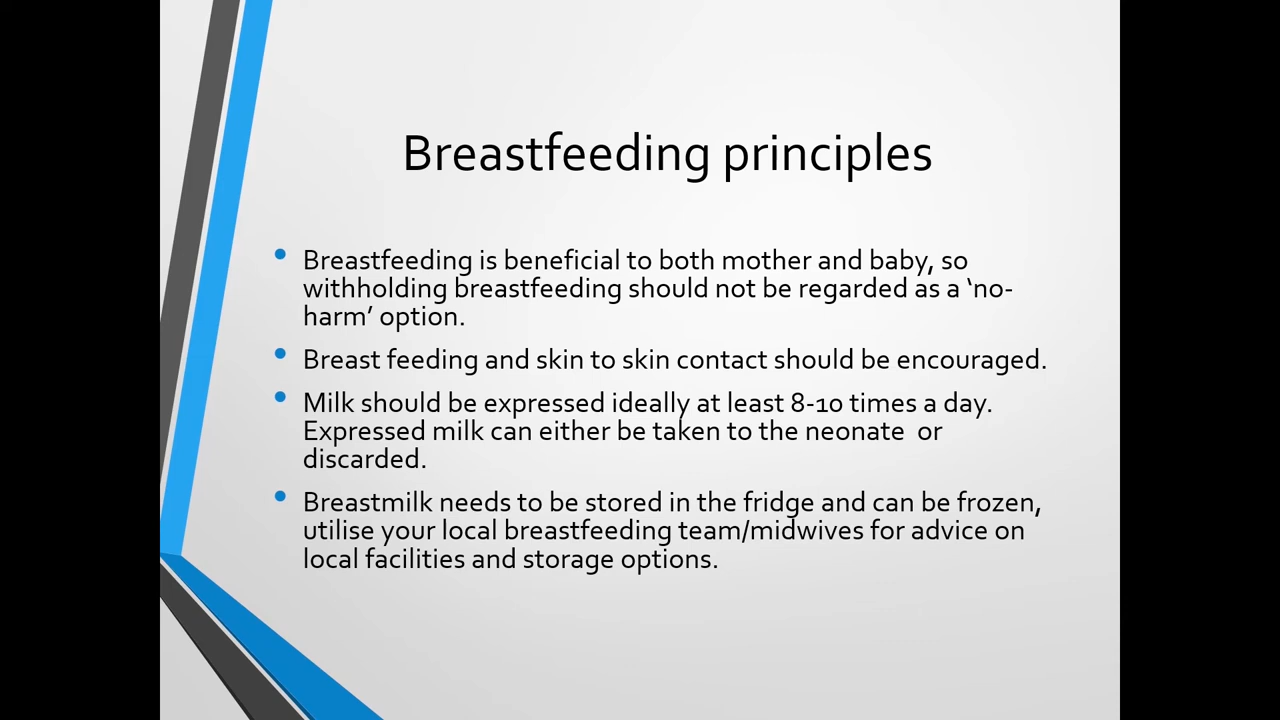 Breastfeeding principles
• Breastfeeding is beneficial to both mother and baby, so
withholding breastfeeding should not be regarded as a ‘no-
harm’ option.
• Breast feeding and skin to skin contact should be encouraged.
• Milk should be expressed ideally at least 8-10 times a day.
Expressed milk can either be taken to the neonate  or
discarded.
• Breastmilk needs to be stored in the fridge and can be frozen,
utilise your local breastfeeding team/midwives for advice on
local facilities and storage options.